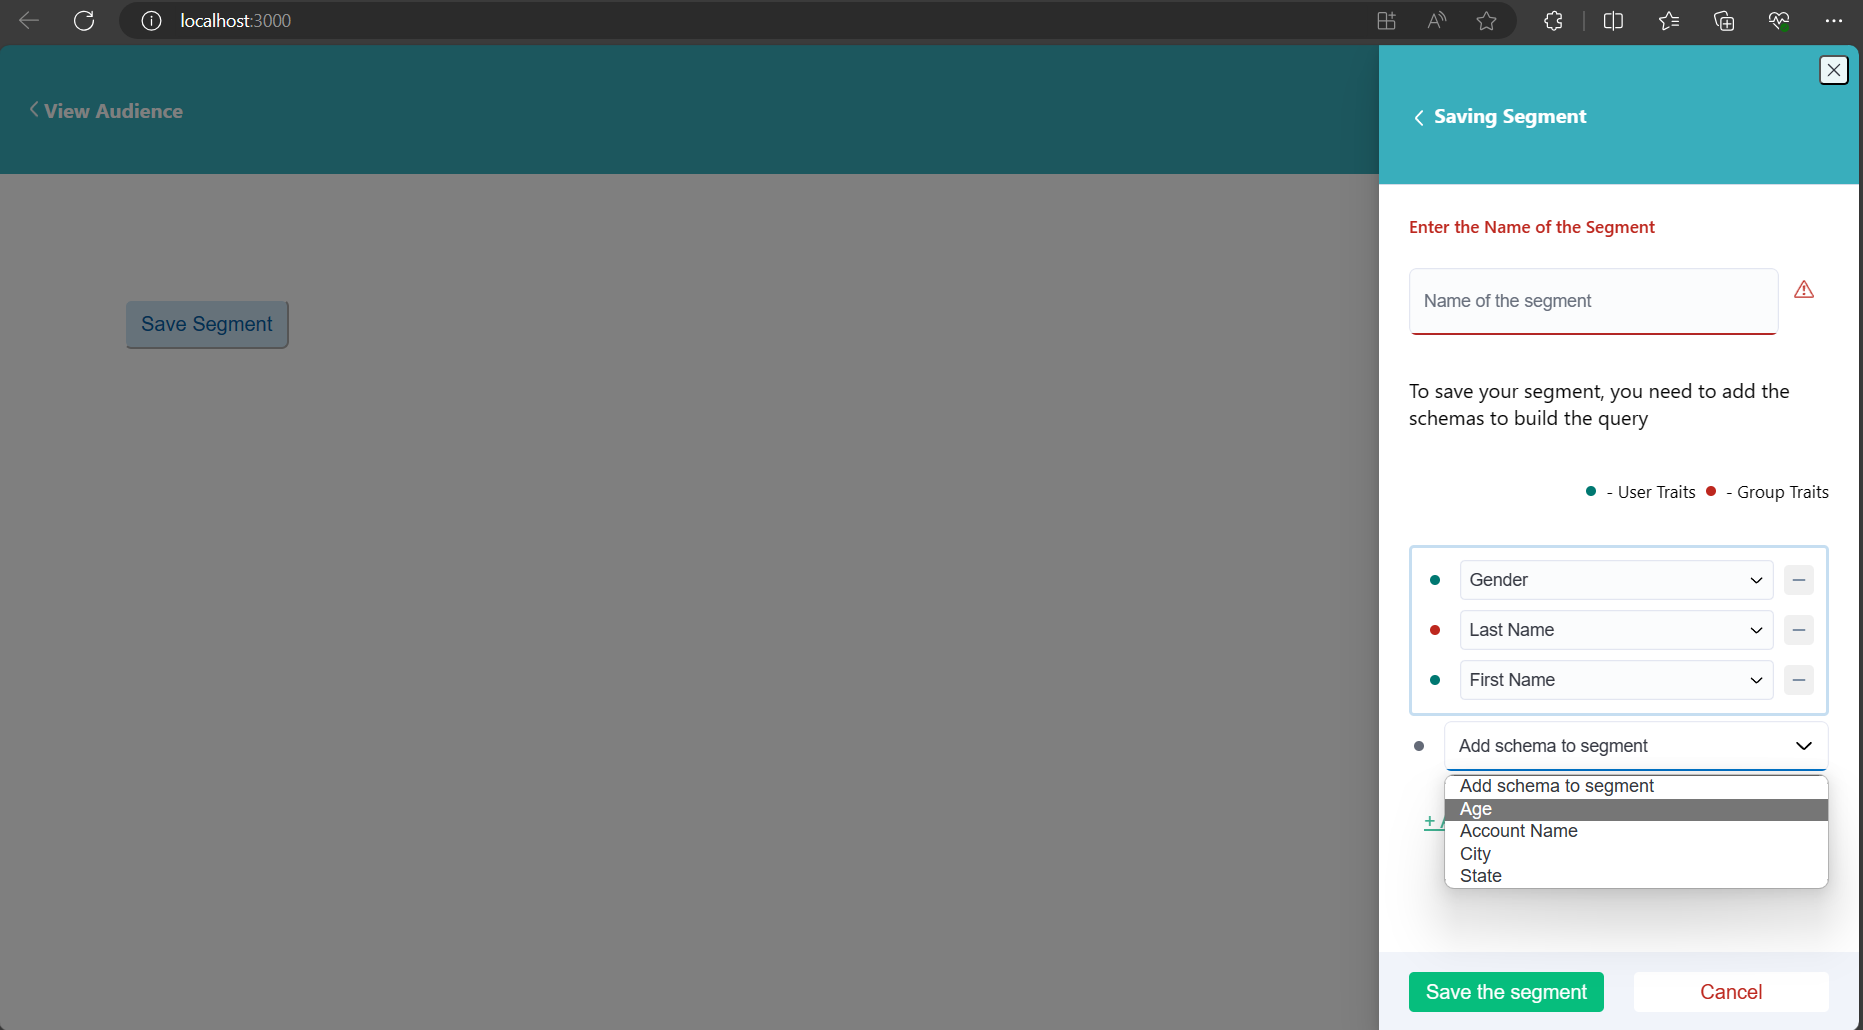 localhost:3000
View Audience
Saving Segment
Save Segment
Enter the Name of the Segment
Name of the segment
To save your segment, you need to add the
schemas to build the query
- User Traits - Group Traits
Gender
Last Name
First Name
Add schema to segment
Add schema to segment
Age
Account Name
City
State
+
Save the segment
Cancel